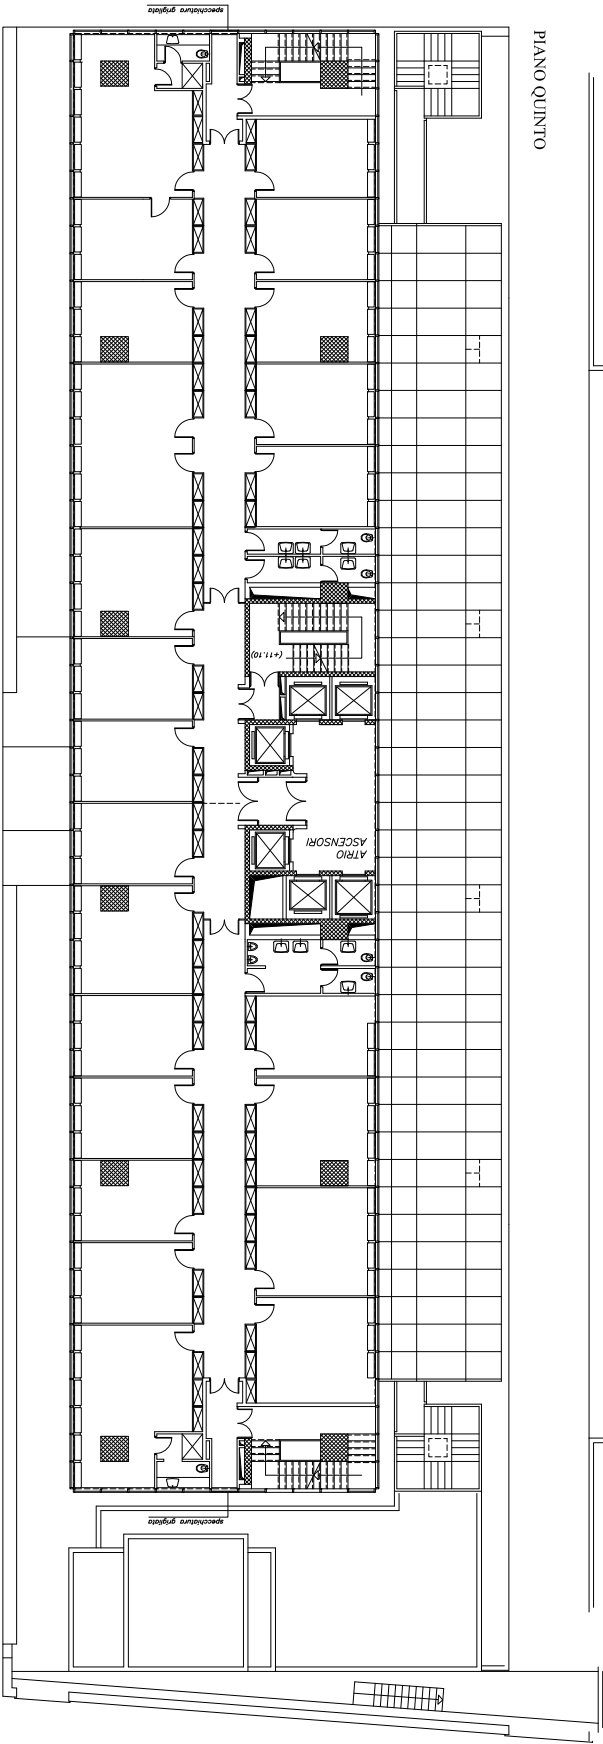 PIANO QUINTO
specchiatura grigliata
(+11.10)
ATRIO
ASCENSORI
specchiatura grigliata